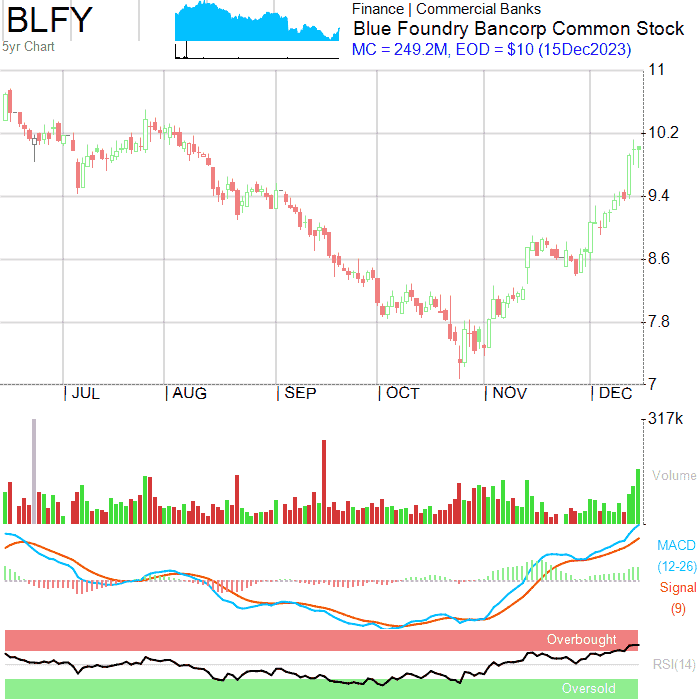 BLFY
5yr Chart
Finance | Commercial Banks
Blue Foundry Bancorp Common Stock
MC = 249.2M, EOD = $10 (15Dec2023)
11
10.2
9.4
8.6
7.8
7
| JUL | AUG | SEP | OCT | NOV | DEC
317k
Volume
MACD
(12-26)
Signal
(9)
Overbought
RSI(14)
Oversold